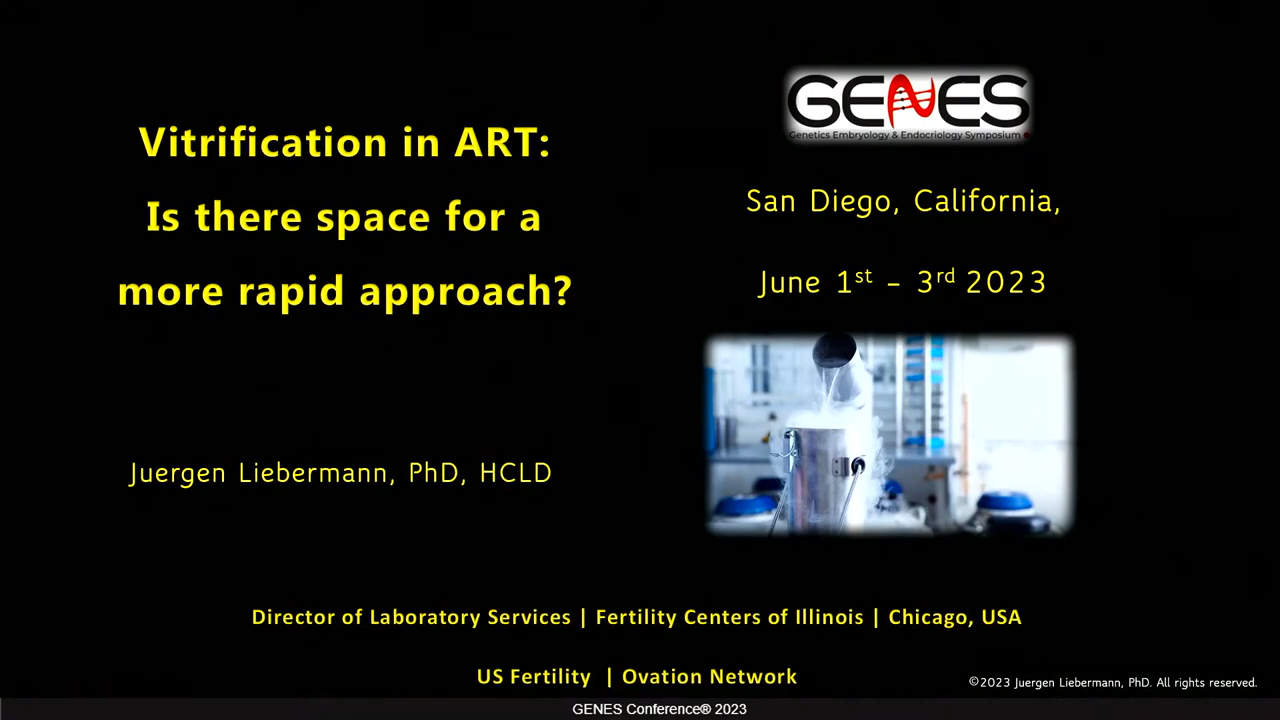 Vitrification in ART:
Is there space for a
more rapid approach?
Juergen Liebermann, PhD, HCLD
GENES
Genetics Embryology & Endocriology Symposium
San Diego, California,
June 1st – 3rd 2023
Director of Laboratory Services | Fertility Centers of Illinois | Chicago, USA
US Fertility | Ovation Network
©2023 Juergen Liebermann, PhD. All rights reserved.
GENES Conference® 2023